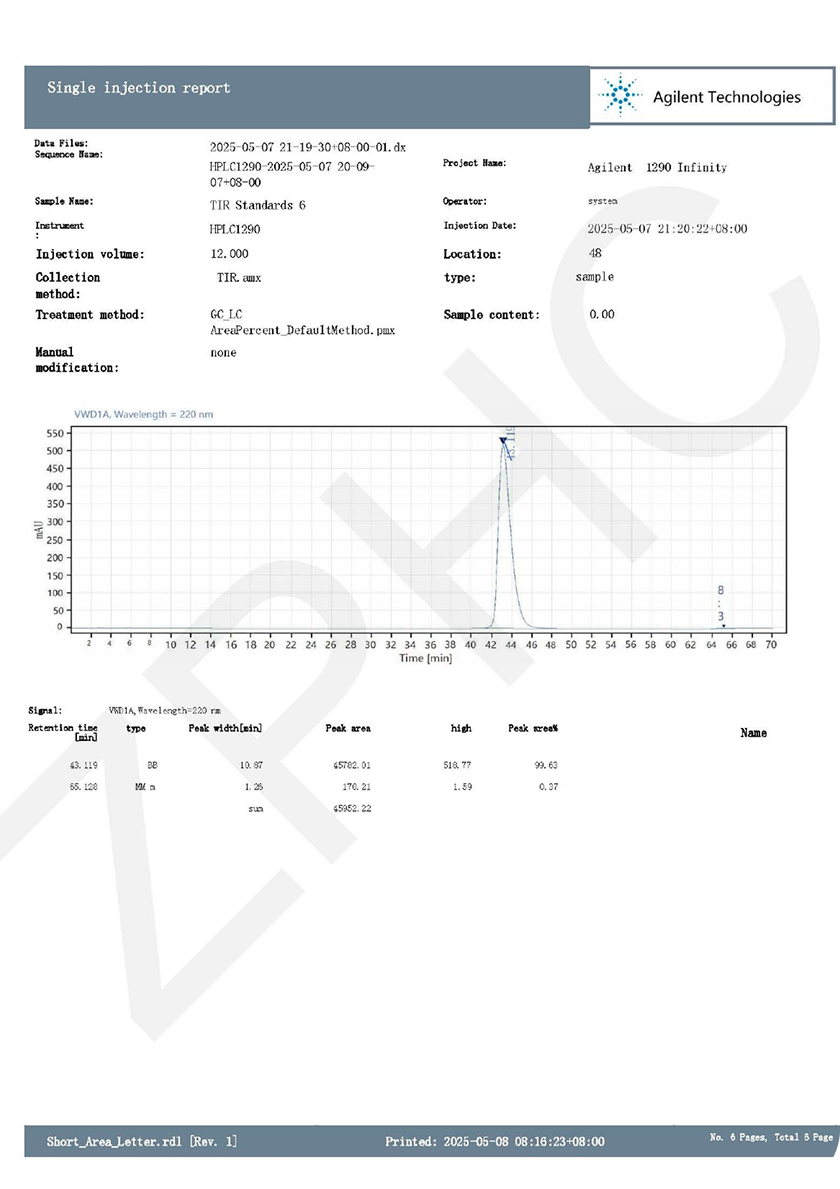 Single injection report
Agilent Technologies
Data Files: 2025-05-07 21-19-30+08-00-01.dx
Sequence Name: HPLC1290-2025-05-07 20-09-
07+08-00
Project Name: Agilent 1290 Infinity
Sample Name: TIR Standards 6 Operator: system
Instrument
:
HPLC1290 Injection Date: 2025-05-07 21:20:22+08:00
Injection volume: 12.000 Location: 48
Collection
method:
TIR.amx type: sample
Treatment method: GC_LC
AreaPercent_DefaultMethod.pmx
Sample content: 0.00
Manual
modification:
none
VWD1A, Wavelength = 220 nm
550
500
450
400
350
300
250
200
150
100
50
0
mAU
43.119
8
:
3
2 4 6 8 10 12 14 16 18 20 22 24 26 28 30 32 34 36 38 40 42 44 46 48 50 52 54 56 58 60 62 64 66 68 70
Time [min]
Signal: VWD1A,Wavelength=220 nm
Retention time
[min]
type Peak width[min] Peak area high Peak area% Name
43.119 BB 10.87 45782.01 518.77 99.63
65.128 MM m 1.26 170.21 1.59 0.37
sum 45952.22
ZPHC
Short_Area_Letter.rdl [Rev. 1] Printed: 2025-05-08 08:16:23+08:00 No. 6 Pages, Total 6 Page